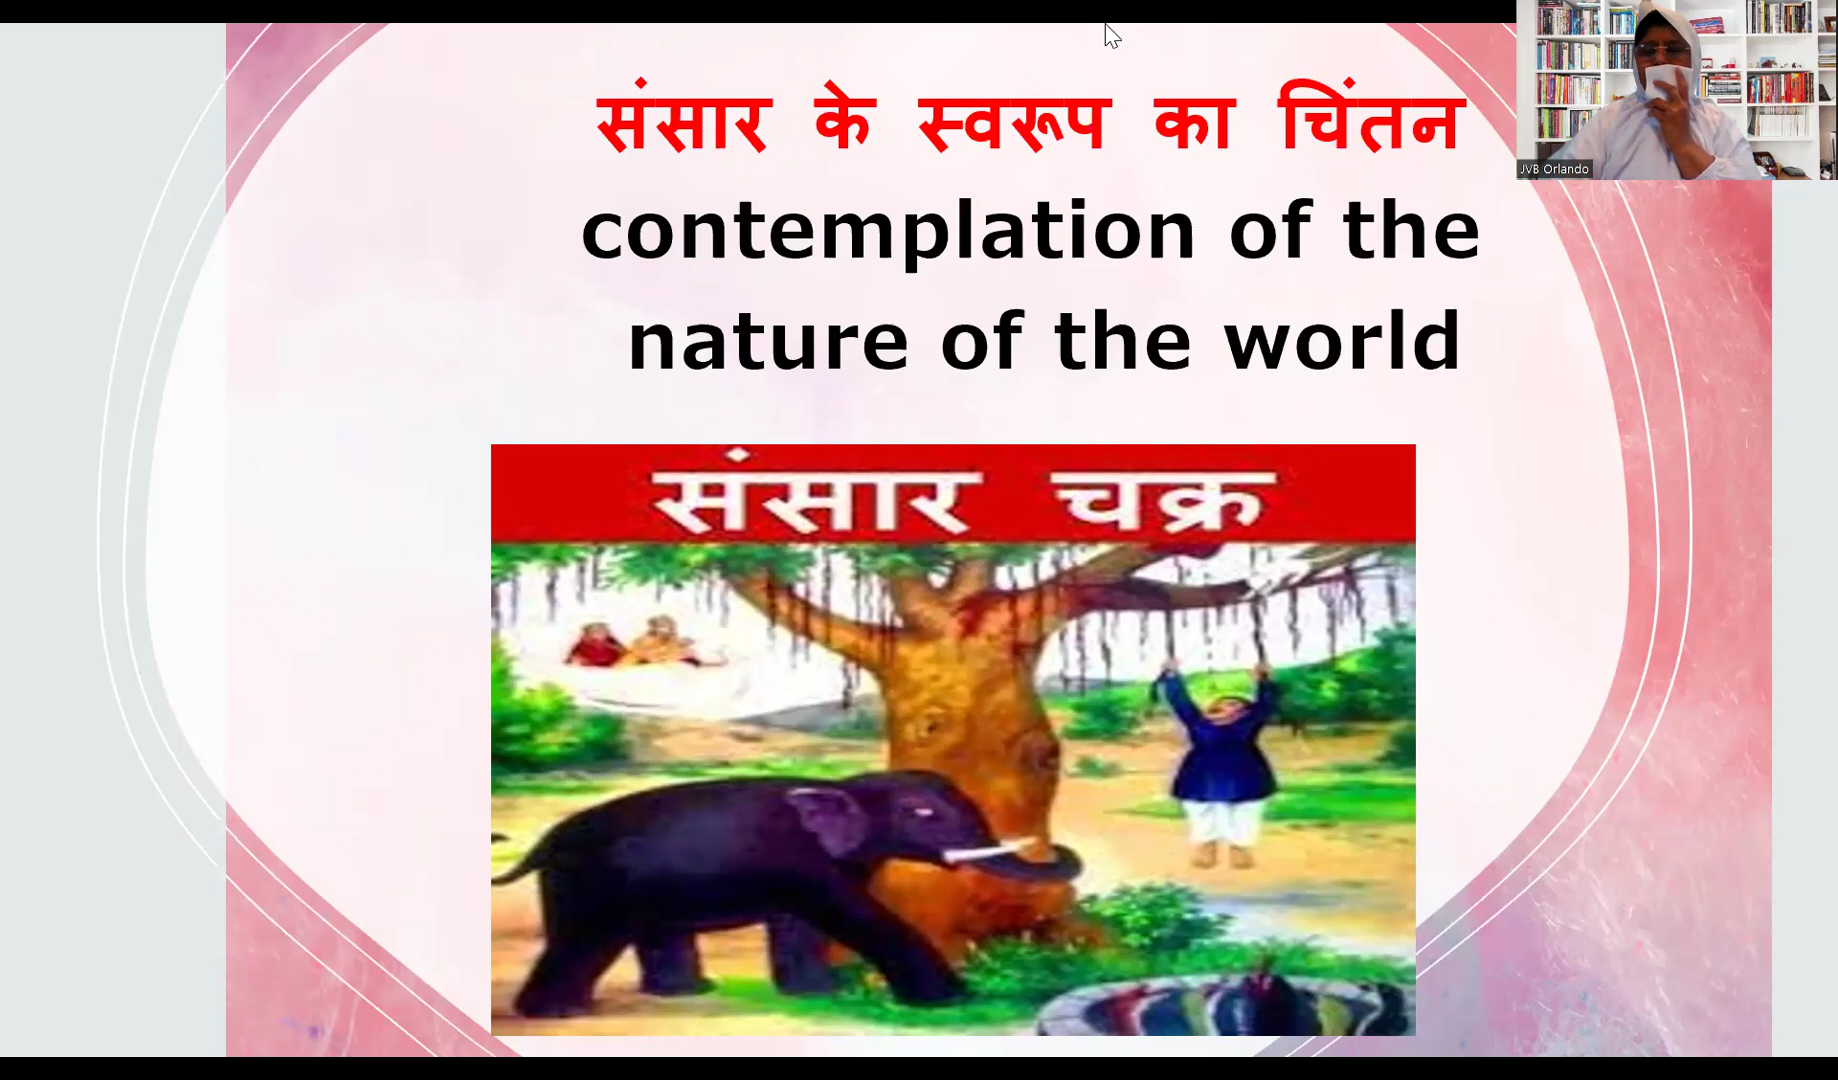 संसार के स्वरूप का चिंतन
contemplation of the
nature of the world
संसार चक्र
JVB Orlando